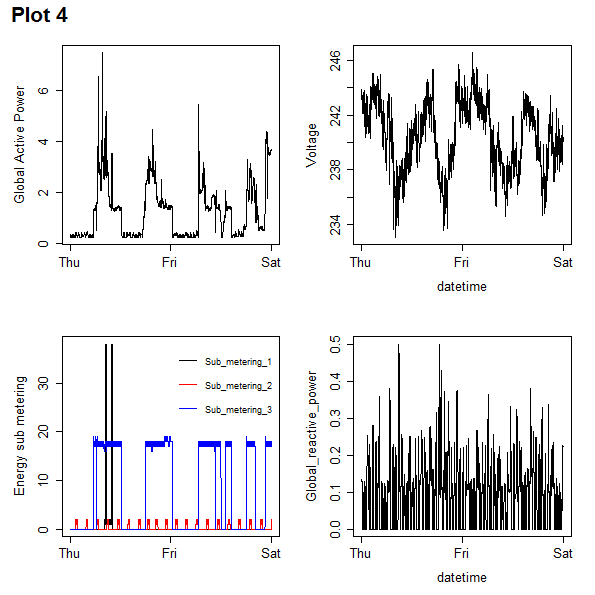 Plot 4
Global Active Power
6
4
2
0
Thu
Fri
Sat
Voltage
246
242
238
234
Thu
Fri
Sat
datetime
Energy sub metering
30
20
10
0
Sub_metering_1
Sub_metering_2
Sub_metering_3
Thu
Fri
Sat
Global_reactive_power
0.5
0.4
0.3
0.2
0.1
0.0
Thu
Fri
Sat
datetime